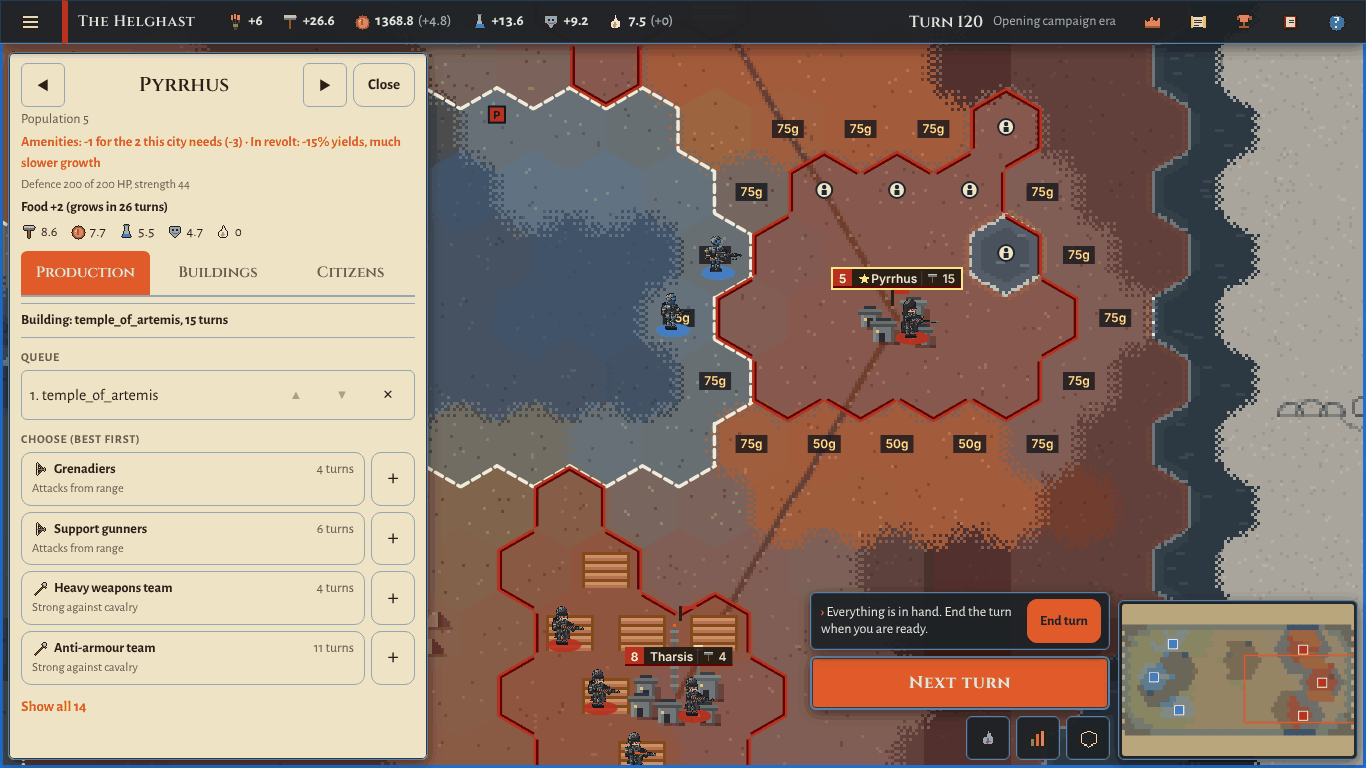 The Helghast
+6
+26.6
1368.8 (+4.8)
+13.6
+9.2
7.5 (+0)
Turn 120
Opening campaign era
?
Pyrrhus
Close
Population 5
Amenities: -1 for the 2 this city needs (-3) · In revolt: -15% yields, much
slower growth
Defence 200 of 200 HP, strength 44
Food +2 (grows in 26 turns)
8.6
7.7
5.5
4.7
0
Production
Buildings
Citizens
Building: temple_of_artemis, 15 turns
QUEUE
1. temple_of_artemis
CHOOSE (BEST FIRST)
Grenadiers
4 turns
Attacks from range
+
Support gunners
6 turns
Attacks from range
+
Heavy weapons team
4 turns
Strong against cavalry
+
Anti-armour team
11 turns
Strong against cavalry
+
Show all 14
P
75g
75g
75g
75g
75g
75g
5 Pyrrhus 15
75g
75g
75g
75g
50g
50g
50g
75g
8 Tharsis 4
› Everything is in hand. End the turn
when you are ready.
End turn
Next turn